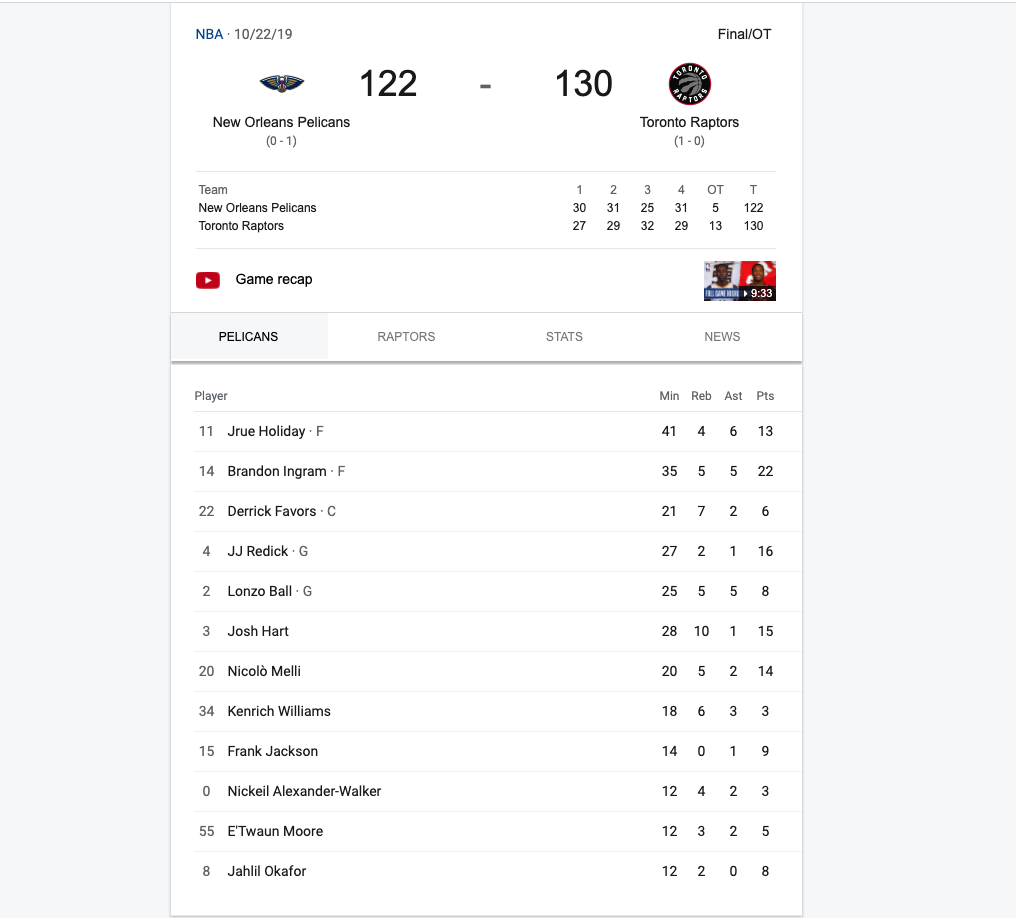 NBA · 10/22/19 Final/OT
122 - 130
TORONTO RAPTORS
New Orleans Pelicans Toronto Raptors
(0 - 1) (1 - 0)
Team 1 2 3 4 OT T
New Orleans Pelicans 30 31 25 31 5 122
Toronto Raptors 27 29 32 29 13 130
Game recap
FULL GAME 9:33
PELICANS RAPTORS STATS NEWS
Player Min Reb Ast Pts
11 Jrue Holiday · F 41 4 6 13
14 Brandon Ingram · F 35 5 5 22
22 Derrick Favors · C 21 7 2 6
4 JJ Redick · G 27 2 1 16
2 Lonzo Ball · G 25 5 5 8
3 Josh Hart 28 10 1 15
20 Nicolò Melli 20 5 2 14
34 Kenrich Williams 18 6 3 3
15 Frank Jackson 14 0 1 9
0 Nickeil Alexander-Walker 12 4 2 3
55 E'Twaun Moore 12 3 2 5
8 Jahlil Okafor 12 2 0 8